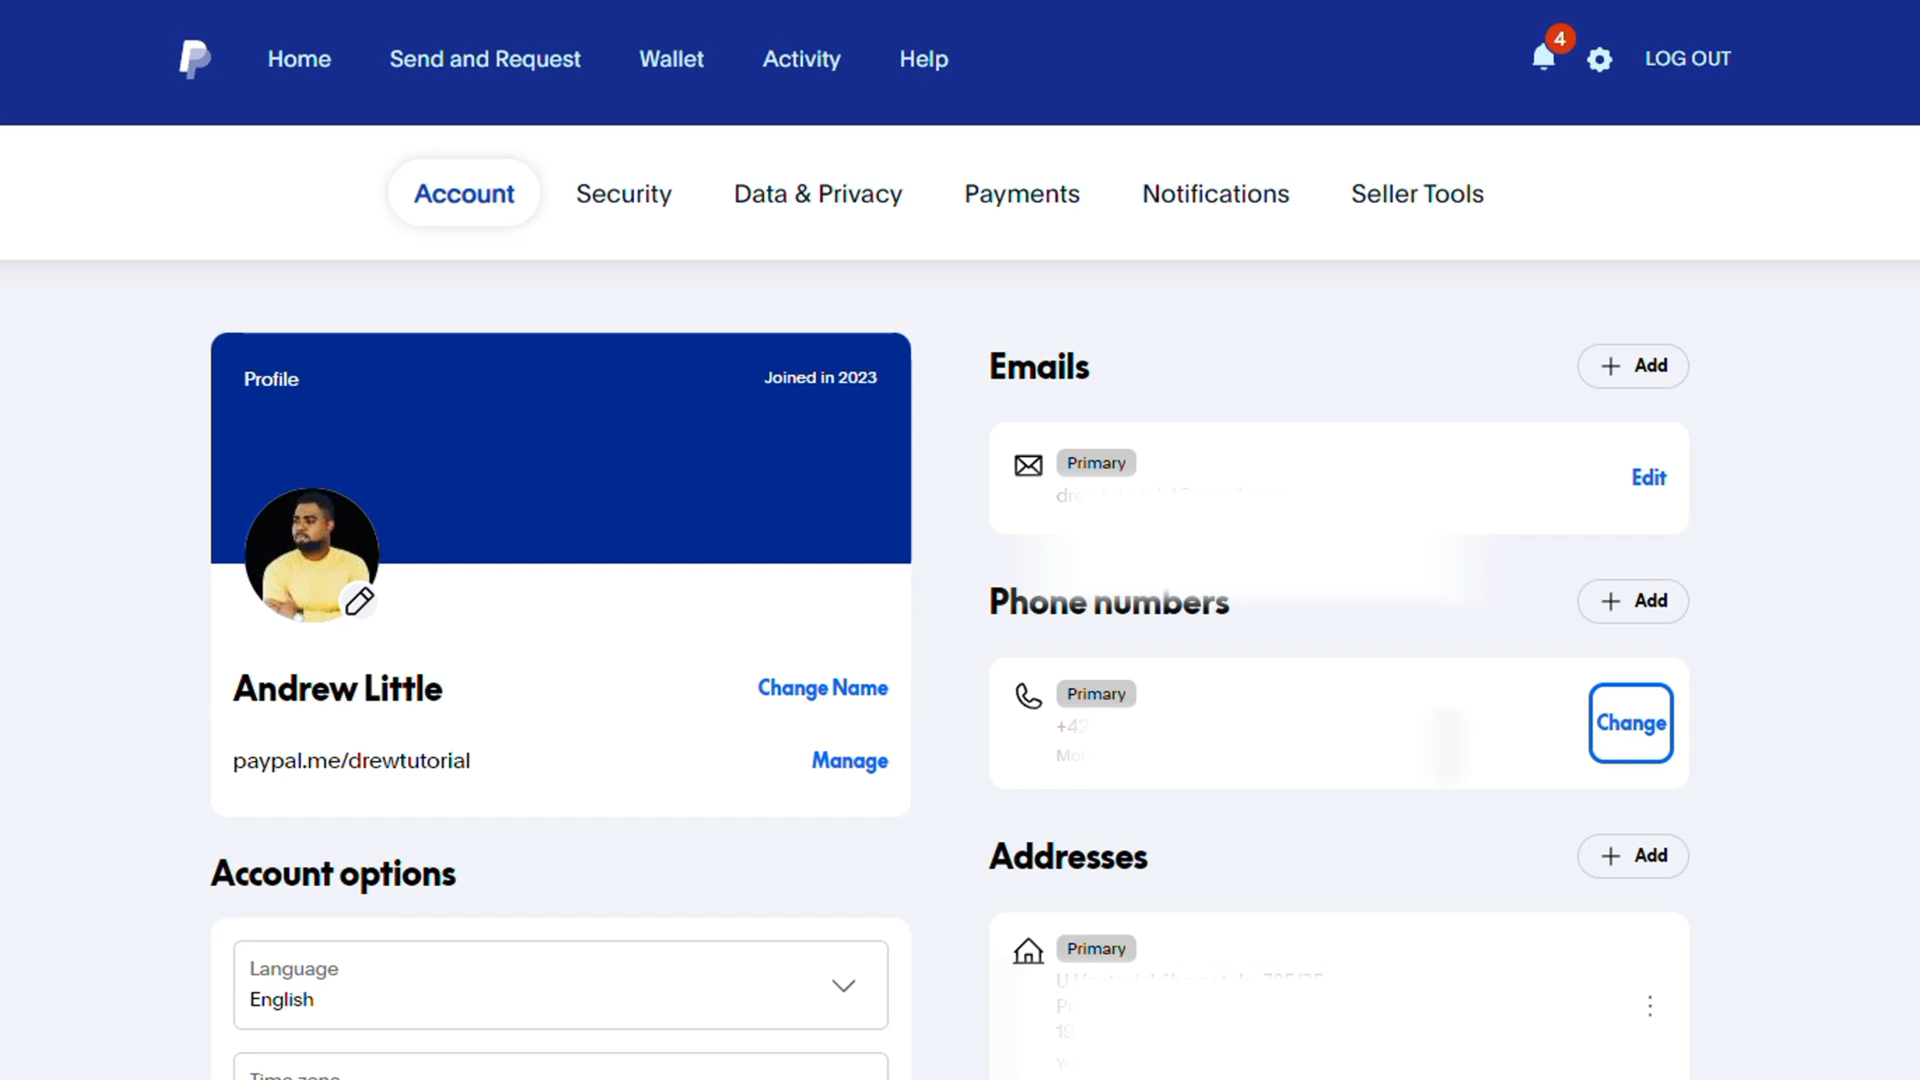 Home Send and Request Wallet Activity Help 4 LOG OUT
Account Security Data & Privacy Payments Notifications Seller Tools
Profile Joined in 2023
Andrew Little Change Name
paypal.me/drewtutorial Manage
Account options
Language
English
Time zone
Emails + Add
Primary
Edit
Phone numbers + Add
Primary
Change
Addresses + Add
Primary